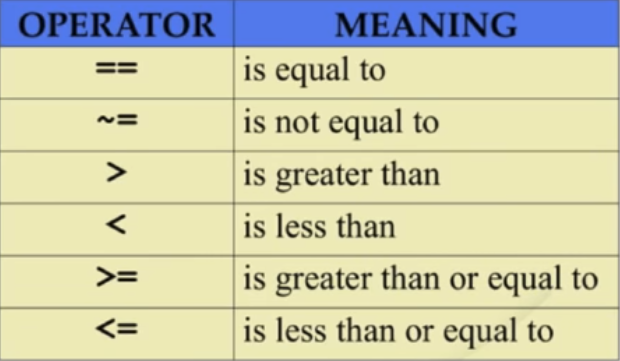 OPERATOR MEANING
== is equal to
~= is not equal to
> is greater than
< is less than
>= is greater than or equal to
<= is less than or equal to